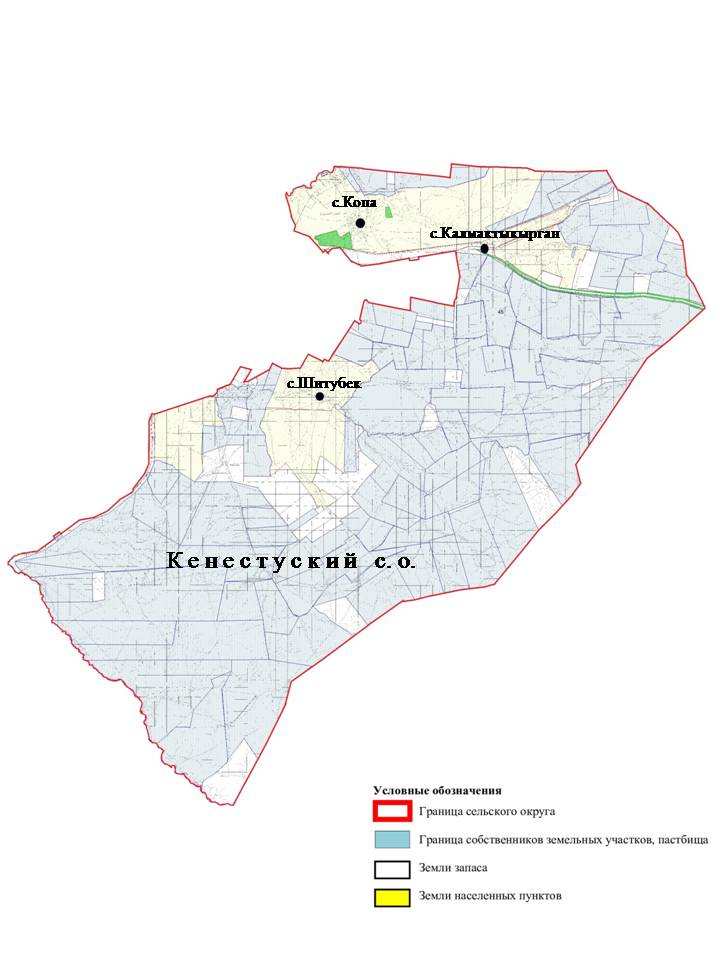 с.Копа
с.Калмактыкырган
45
с.Шитубек
Кенестуский с.о.
Условные обозначения
Граница сельского округа
Граница собственников земельных участков, пастбища
Земли запаса
Земли населенных пунктов